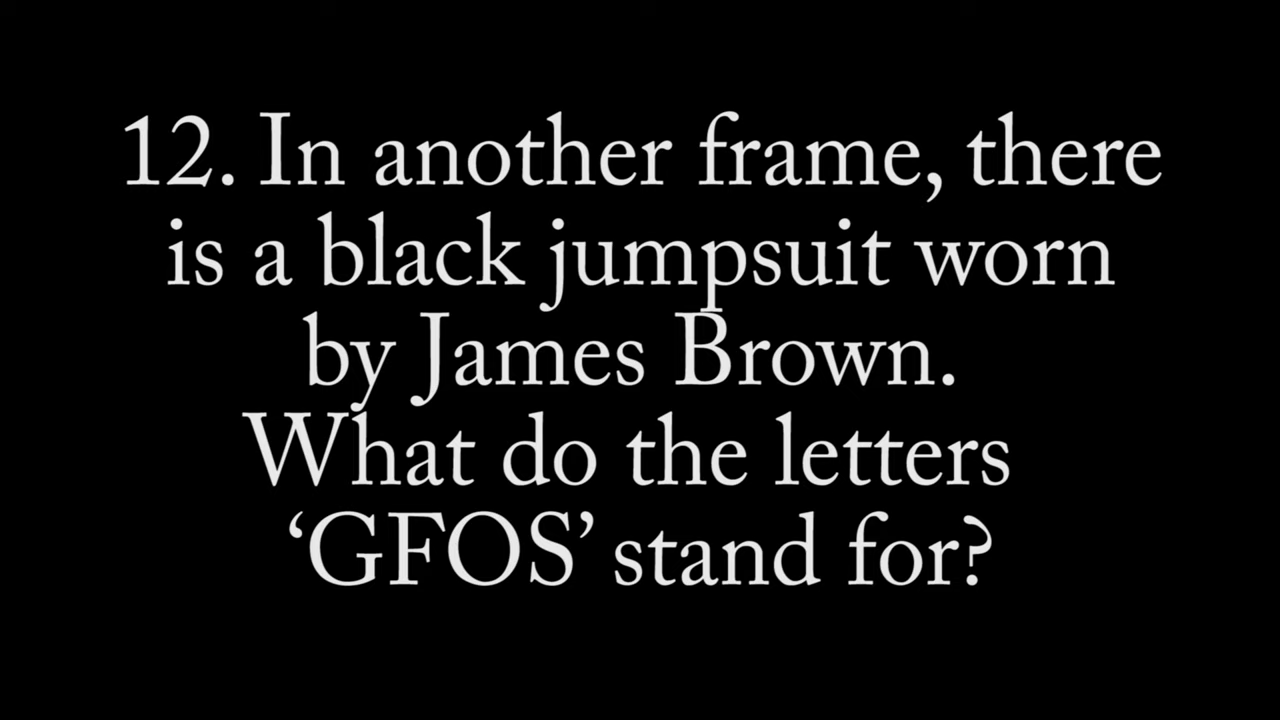 12. In another frame, there
is a black jumpsuit worn
by James Brown.
What do the letters
‘GFOS’ stand for?